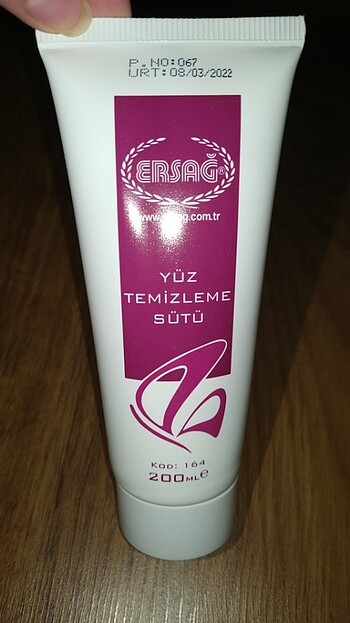 P.NO:067
URT:08/03/2022
ERSAĞ®
YÜZ
TEMİZLEME
SÜTÜ
KOD: 164
200ML℮